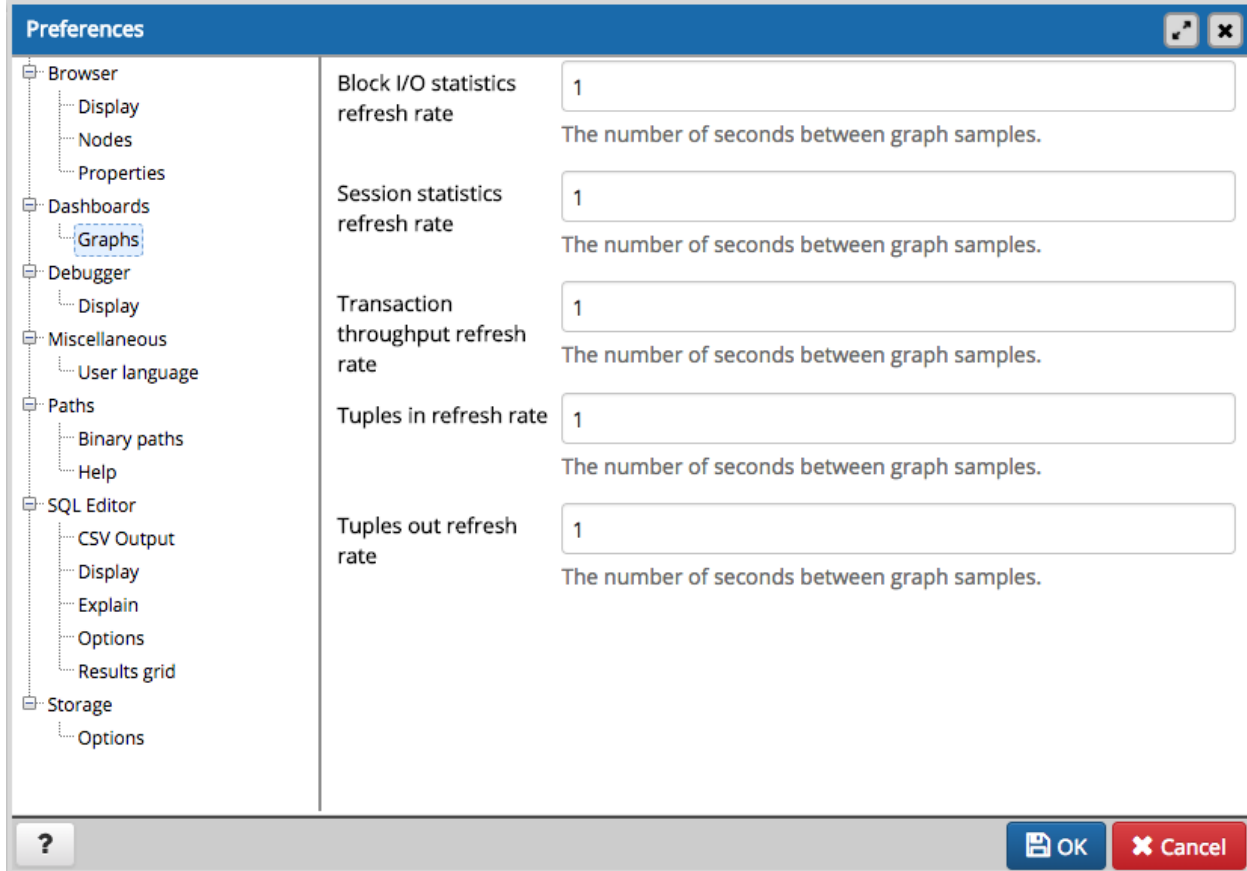 Preferences
Browser
Display
Nodes
Properties
Dashboards
Graphs
Debugger
Display
Miscellaneous
User language
Paths
Binary paths
Help
SQL Editor
CSV Output
Display
Explain
Options
Results grid
Storage
Options
Block I/O statistics
refresh rate
1
The number of seconds between graph samples.
Session statistics
refresh rate
1
The number of seconds between graph samples.
Transaction
throughput refresh
rate
1
The number of seconds between graph samples.
Tuples in refresh rate
1
The number of seconds between graph samples.
Tuples out refresh
rate
1
The number of seconds between graph samples.
?
OK
Cancel